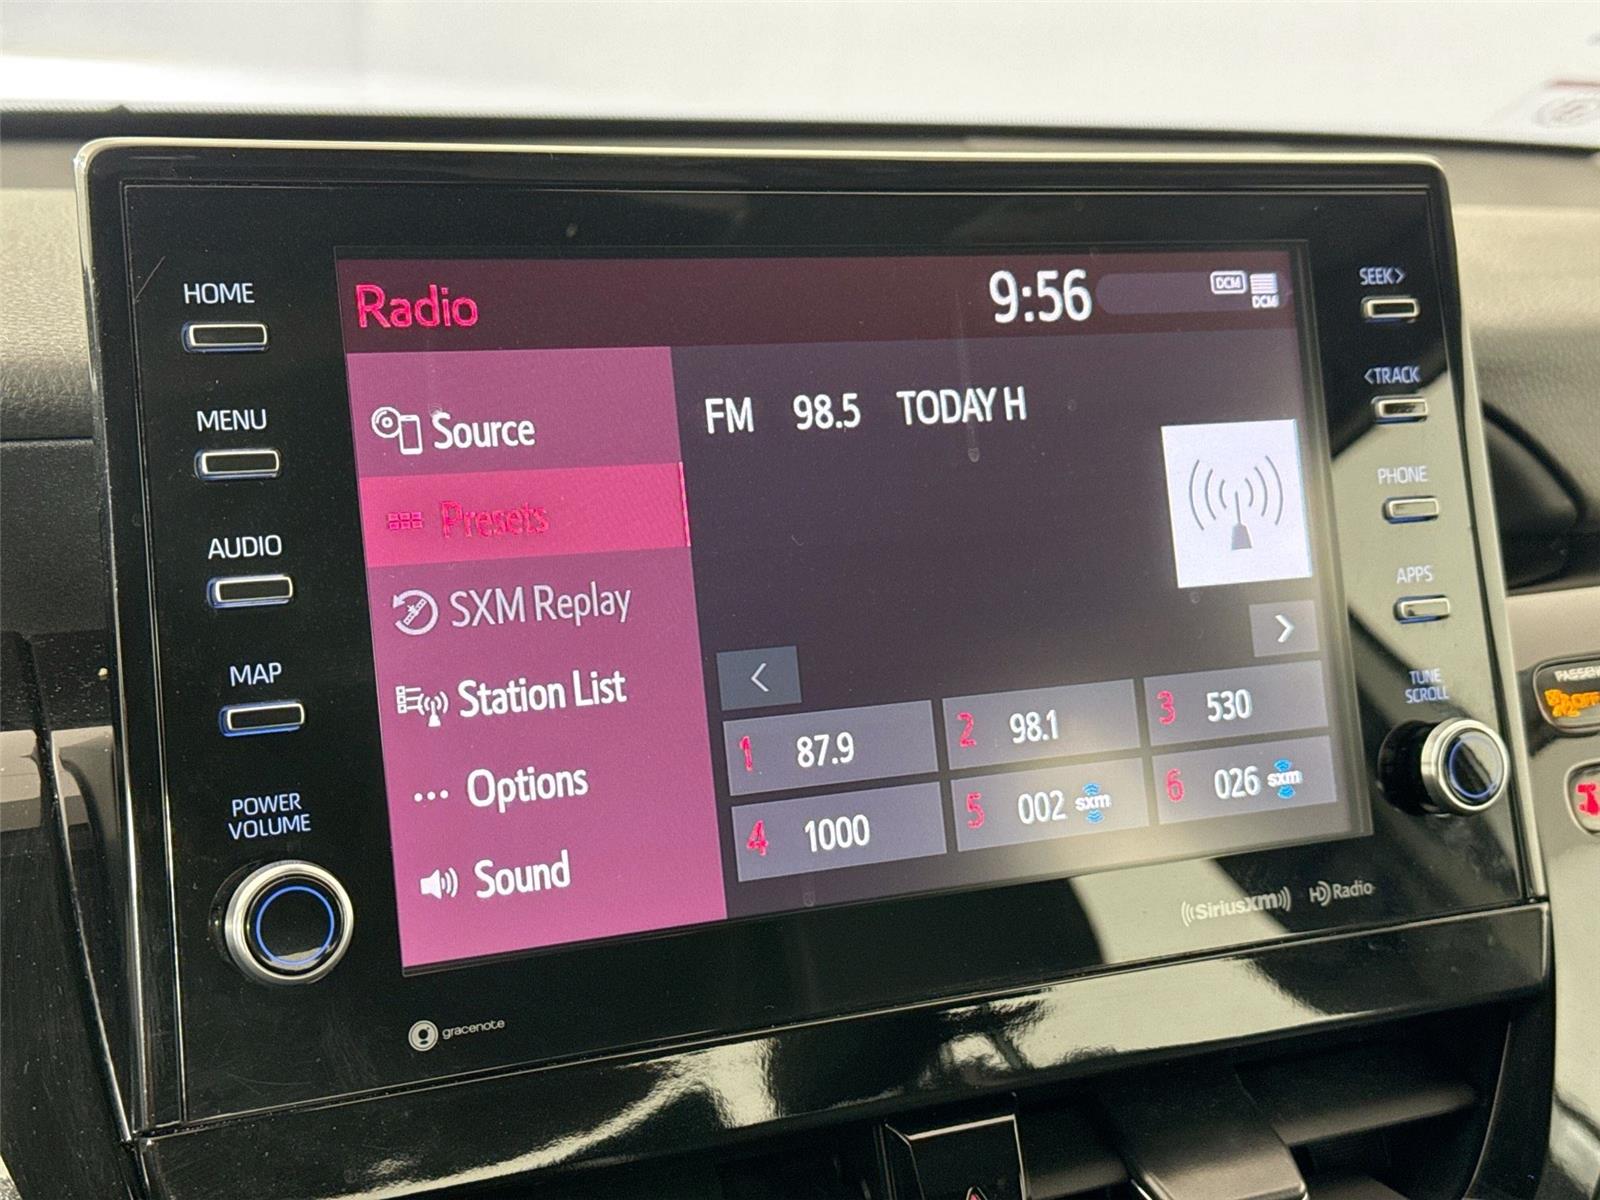 HOME
MENU
AUDIO
MAP
POWER
VOLUME
Radio
9:56
DCM
DCM
Source
Presets
SXM Replay
Station List
... Options
Sound
FM 98.5 TODAY H
<
>
1 87.9
2 98.1
3 530
4 1000
5 002 sxm
6 026 sxm
SEEK>
<TRACK
PHONE
APPS
TUNE
SCROLL
((SiriusXM))
HD Radio
gracenote
OFF